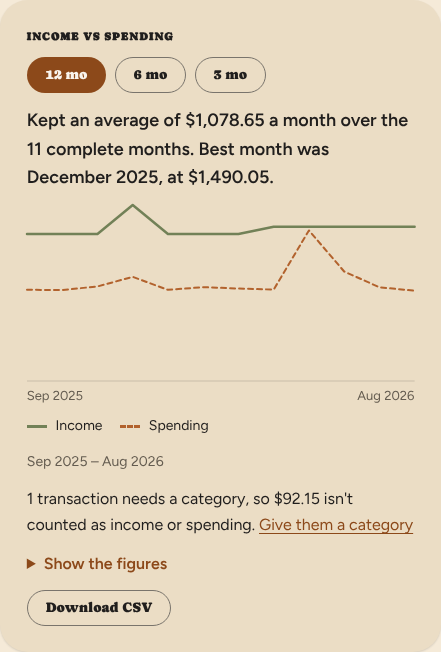 INCOME VS SPENDING
12 mo
6 mo
3 mo
Kept an average of $1,078.65 a month over the
11 complete months. Best month was
December 2025, at $1,490.05.
Sep 2025
Aug 2026
Income
Spending
Sep 2025 – Aug 2026
1 transaction needs a category, so $92.15 isn't
counted as income or spending. Give them a category
Show the figures
Download CSV